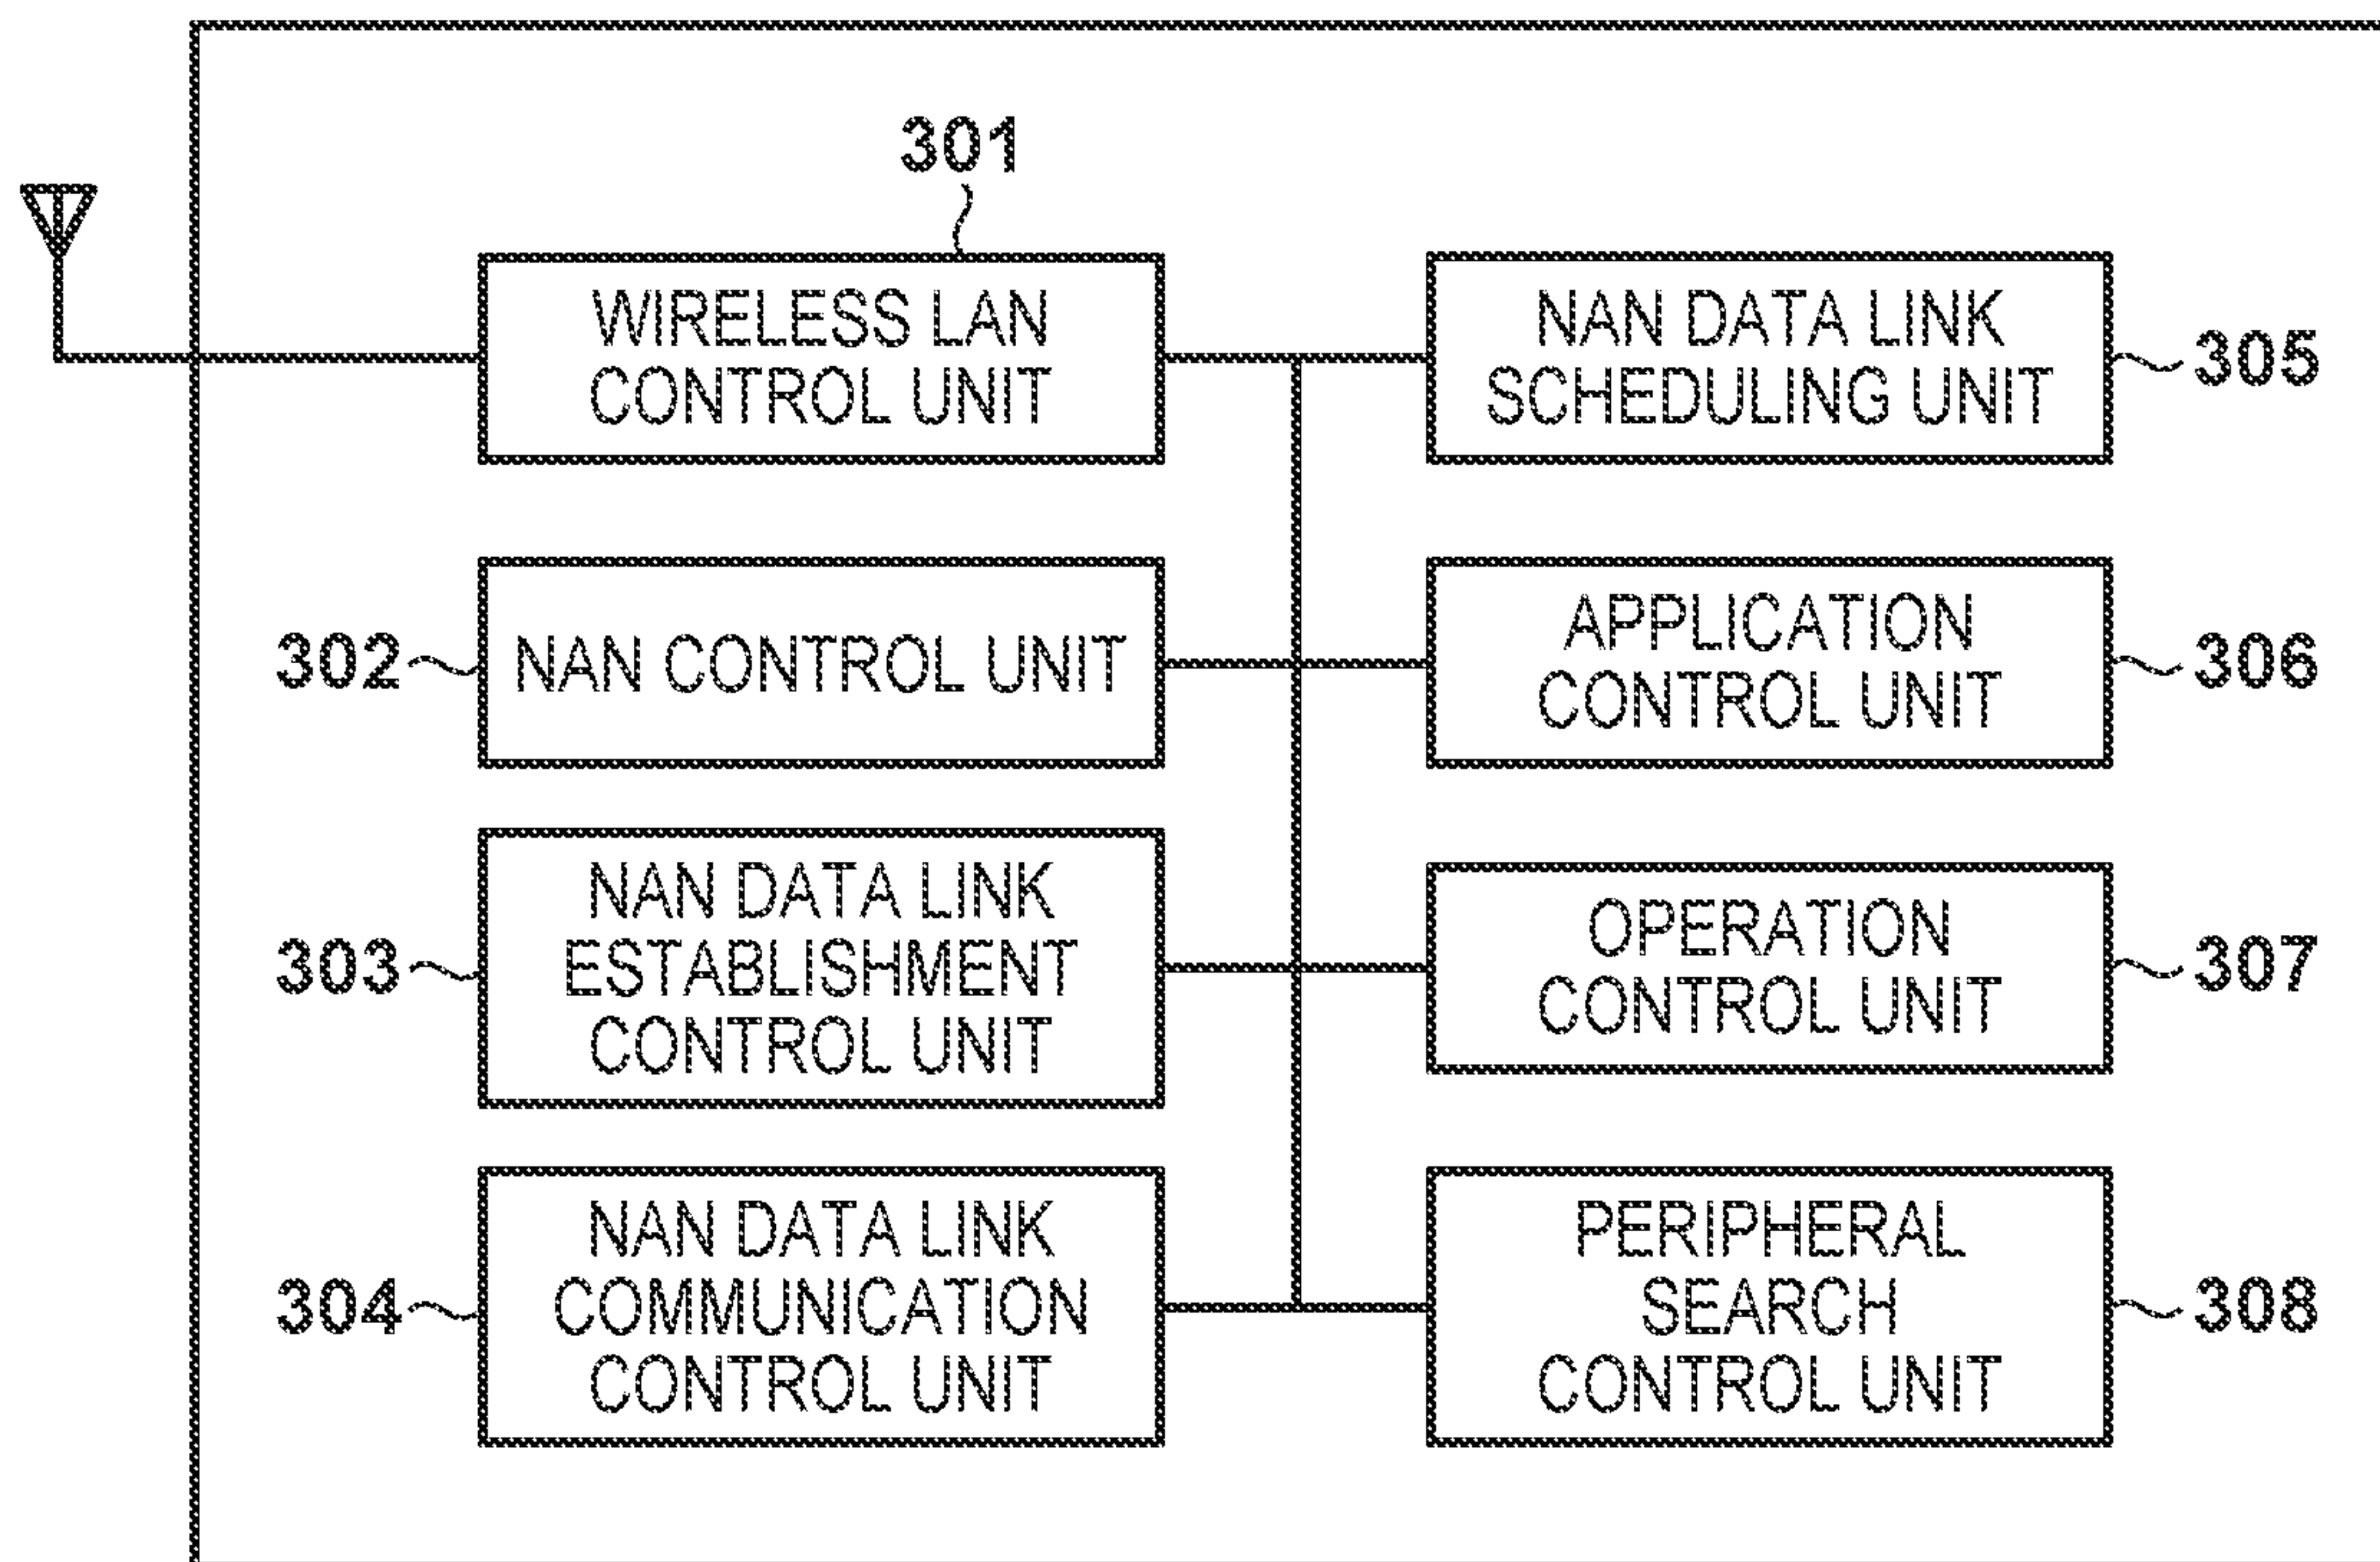 301
WIRELESS LAN
CONTROL UNIT
NAN DATA LINK
SCHEDULING UNIT
305
302
NAN CONTROL UNIT
APPLICATION
CONTROL UNIT
306
303
NAN DATA LINK
ESTABLISHMENT
CONTROL UNIT
OPERATION
CONTROL UNIT
307
304
NAN DATA LINK
COMMUNICATION
CONTROL UNIT
PERIPHERAL
SEARCH
CONTROL UNIT
308